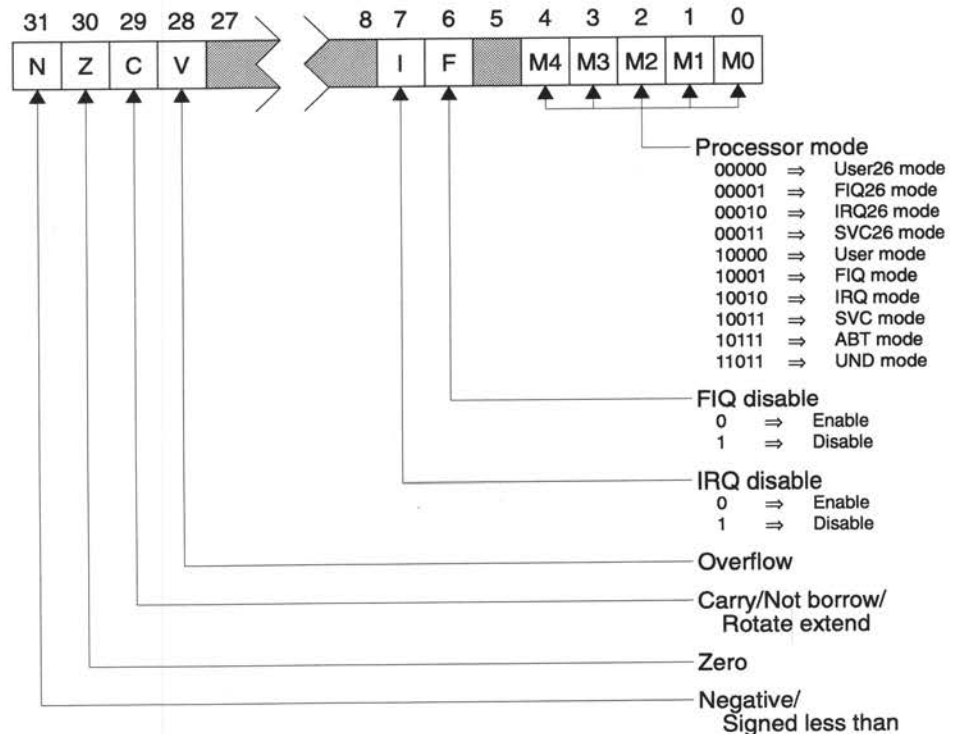 31 30 29 28 27 8 7 6 5 4 3 2 1 0
N Z C V I F M4 M3 M2 M1 M0
Processor mode
00000 ⇒ User26 mode
00001 ⇒ FIQ26 mode
00010 ⇒ IRQ26 mode
00011 ⇒ SVC26 mode
10000 ⇒ User mode
10001 ⇒ FIQ mode
10010 ⇒ IRQ mode
10011 ⇒ SVC mode
10111 ⇒ ABT mode
11011 ⇒ UND mode
FIQ disable
0 ⇒ Enable
1 ⇒ Disable
IRQ disable
0 ⇒ Enable
1 ⇒ Disable
Overflow
Carry/Not borrow/
Rotate extend
Zero
Negative/
Signed less than